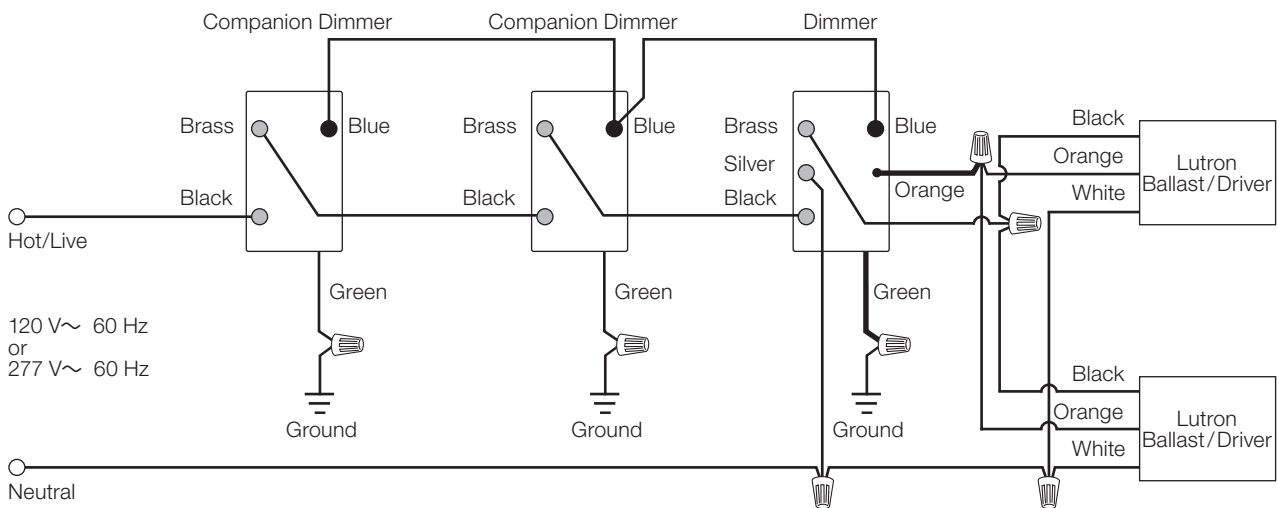 Companion Dimmer
Companion Dimmer
Dimmer
Brass
Blue
Brass
Blue
Brass
Blue
Silver
Orange
Black
Black
Black
Hot/Live
Green
Green
Green
Ground
Ground
Ground
120 V~ 60 Hz
or
277 V~ 60 Hz
Neutral
Black
Orange
White
Lutron
Ballast/Driver
Black
Orange
White
Lutron
Ballast/Driver